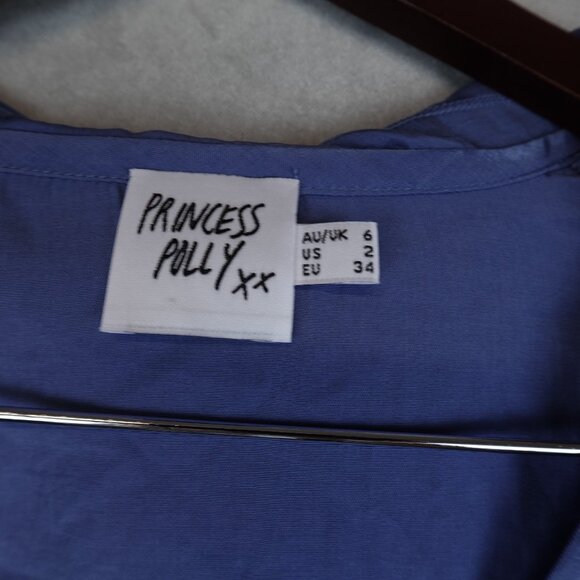 PRINCESS
POLLY
xx
AU/UK 6
US 2
EU 34